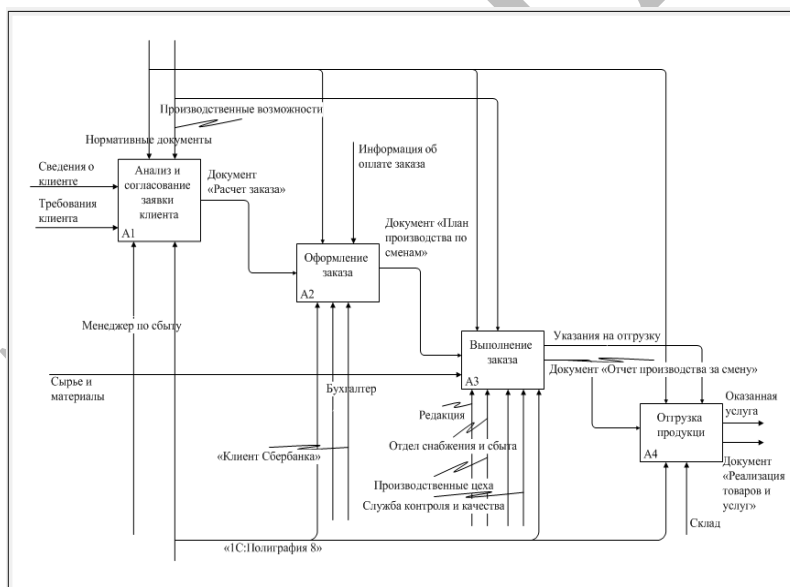 Производственные возможности
Нормативные документы
Сведения о
клиенте
Требования
клиента
Анализ и
согласование
заявки
клиента
A1
Документ
«Расчет заказа»
Информация об
оплате заказа
Оформление
заказа
A2
Документ «План
производства по
сменам»
Менеджер по сбыту
Сырье и
материалы
Бухгалтер
«Клиент Сбербанка»
Выполнение
заказа
A3
Указания на отгрузку
Документ «Отчет производства за смену»
Редакция
Отдел снабжения и сбыта
Производственные цеха
Служба контроля и качества
Отгрузка
продукци
A4
Оказанная
услуга
Документ
«Реализация
товаров и
услуг»
Склад
«1С:Полиграфия 8»